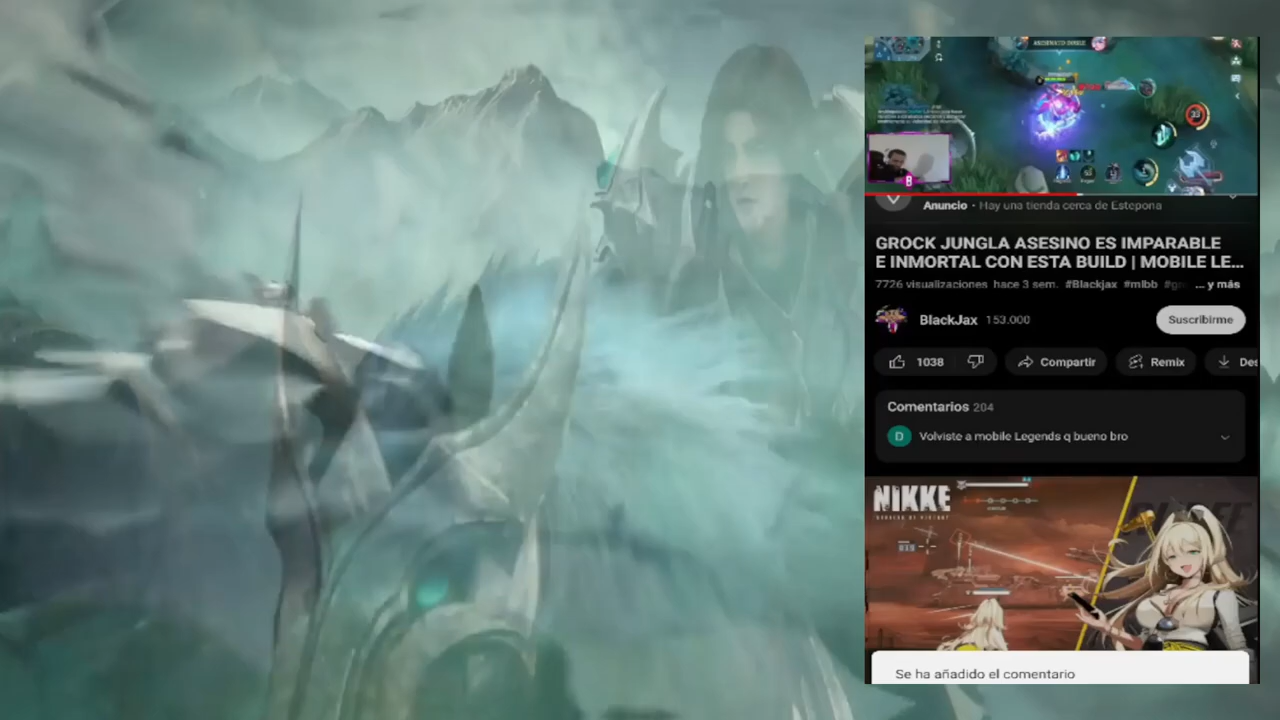 Anuncio • Hay una tienda cerca de Estepona
GROCK JUNGLA ASESINO ES IMPARABLE
E INMORTAL CON ESTA BUILD | MOBILE LE...
7726 visualizaciones hace 3 sem. #Blackjax #mlbb ... y más
BlackJax 153.000
Suscribirme
1038
Compartir
Remix
Des
Comentarios 204
D
Volviste a mobile Legends q bueno bro
NIKKE
Se ha añadido el comentario